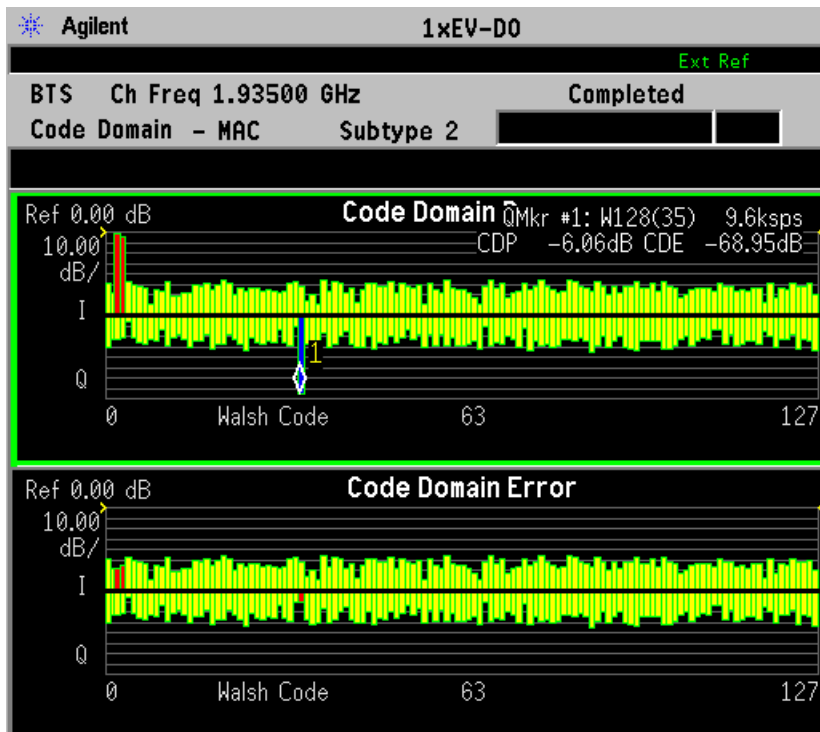 Agilent 1xEV-DO
Ext Ref
BTS Ch Freq 1.93500 GHz Completed
Code Domain - MAC Subtype 2
Ref 0.00 dB Code Domain Mkr #1: W128(35) 9.6ksps
10.00 CDP -6.06dB CDE -68.95dB
dB/
I
1
Q
0 Walsh Code 63 127
Ref 0.00 dB Code Domain Error
10.00
dB/
I
Q
0 Walsh Code 63 127